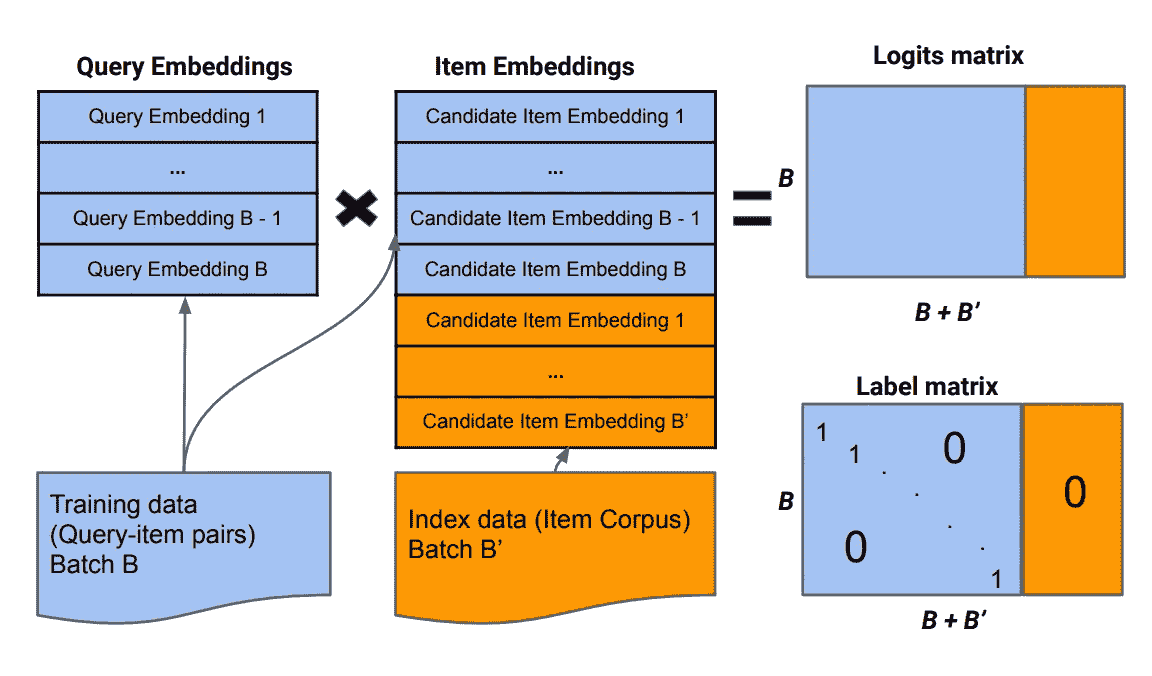 Query Embeddings
Query Embedding 1
...
Query Embedding B - 1
Query Embedding B
Item Embeddings
Candidate Item Embedding 1
...
Candidate Item Embedding B - 1
Candidate Item Embedding B
Candidate Item Embedding 1
...
Candidate Item Embedding B’
Training data
(Query-item pairs)
Batch B
Index data (Item Corpus)
Batch B’
Logits matrix
B
B + B’
Label matrix
1
1
0
0
B
0
1
B + B’